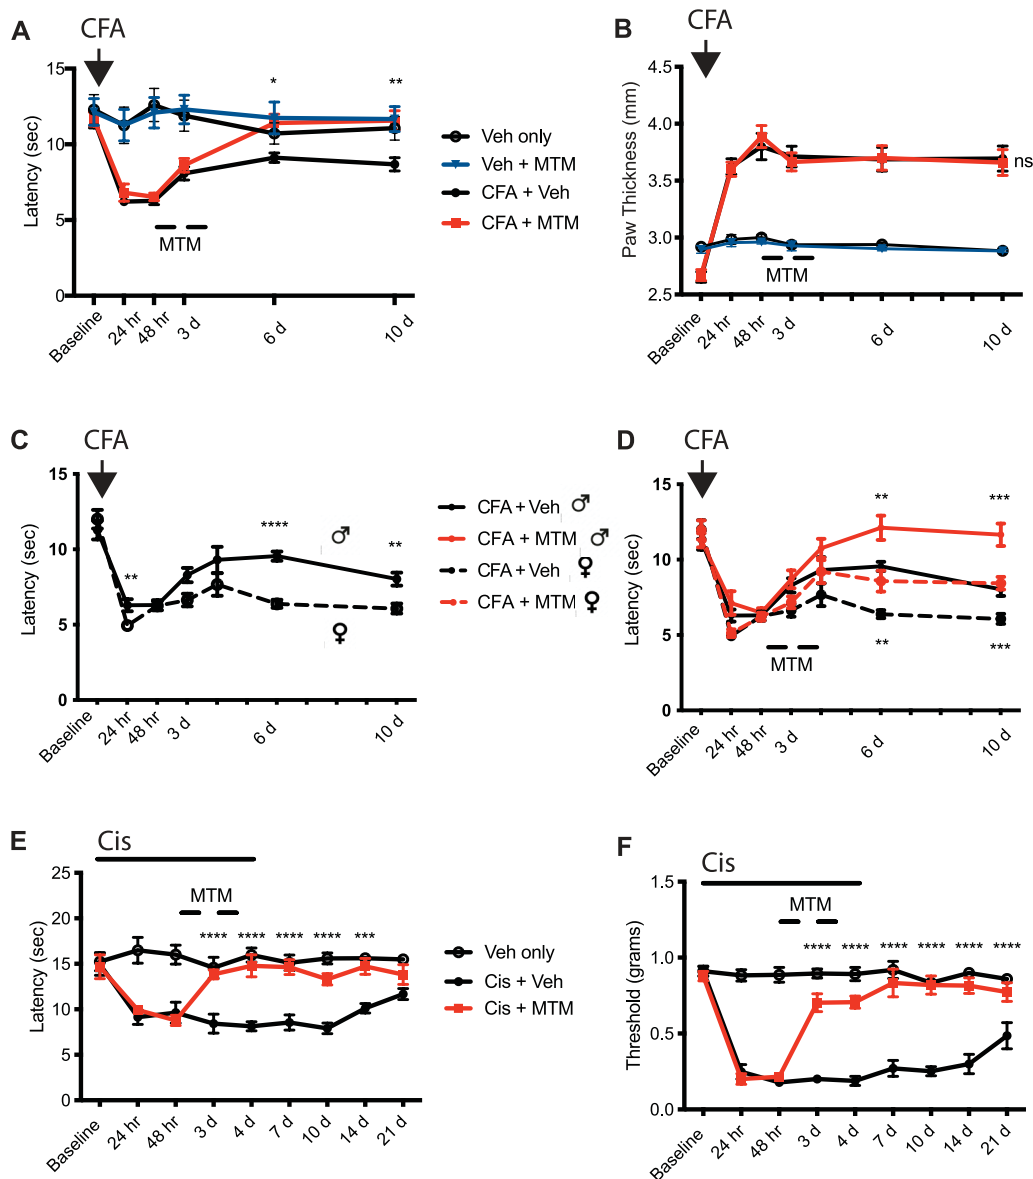 A
CFA
Latency (sec)
15
10
5
0
* **
MTM
Baseline 24 hr 48 hr 3 d 6 d 10 d
Veh only
Veh + MTM
CFA + Veh
CFA + MTM
B
CFA
Paw Thickness (mm)
4.5
4.0
3.5
3.0
2.5
ns
MTM
Baseline 24 hr 48 hr 3 d 6 d 10 d
C
CFA
Latency (sec)
15
10
5
0
** **** **
♂
♀
Baseline 24 hr 48 hr 3 d 6 d 10 d
CFA + Veh ♂
CFA + MTM ♂
CFA + Veh ♀
CFA + MTM ♀
D
CFA
Latency (sec)
15
10
5
0
** ***
MTM
** ***
Baseline 24 hr 48 hr 3 d 6 d 10 d
E
Cis
Latency (sec)
25
20
15
10
5
0
MTM
**** **** **** **** ***
Baseline 24 hr 48 hr 3 d 4 d 7 d 10 d 14 d 21 d
Veh only
Cis + Veh
Cis + MTM
F
Cis
Threshold (grams)
1.5
1.0
0.5
0.0
MTM
**** **** **** **** **** ****
Baseline 24 hr 48 hr 3 d 4 d 7 d 10 d 14 d 21 d